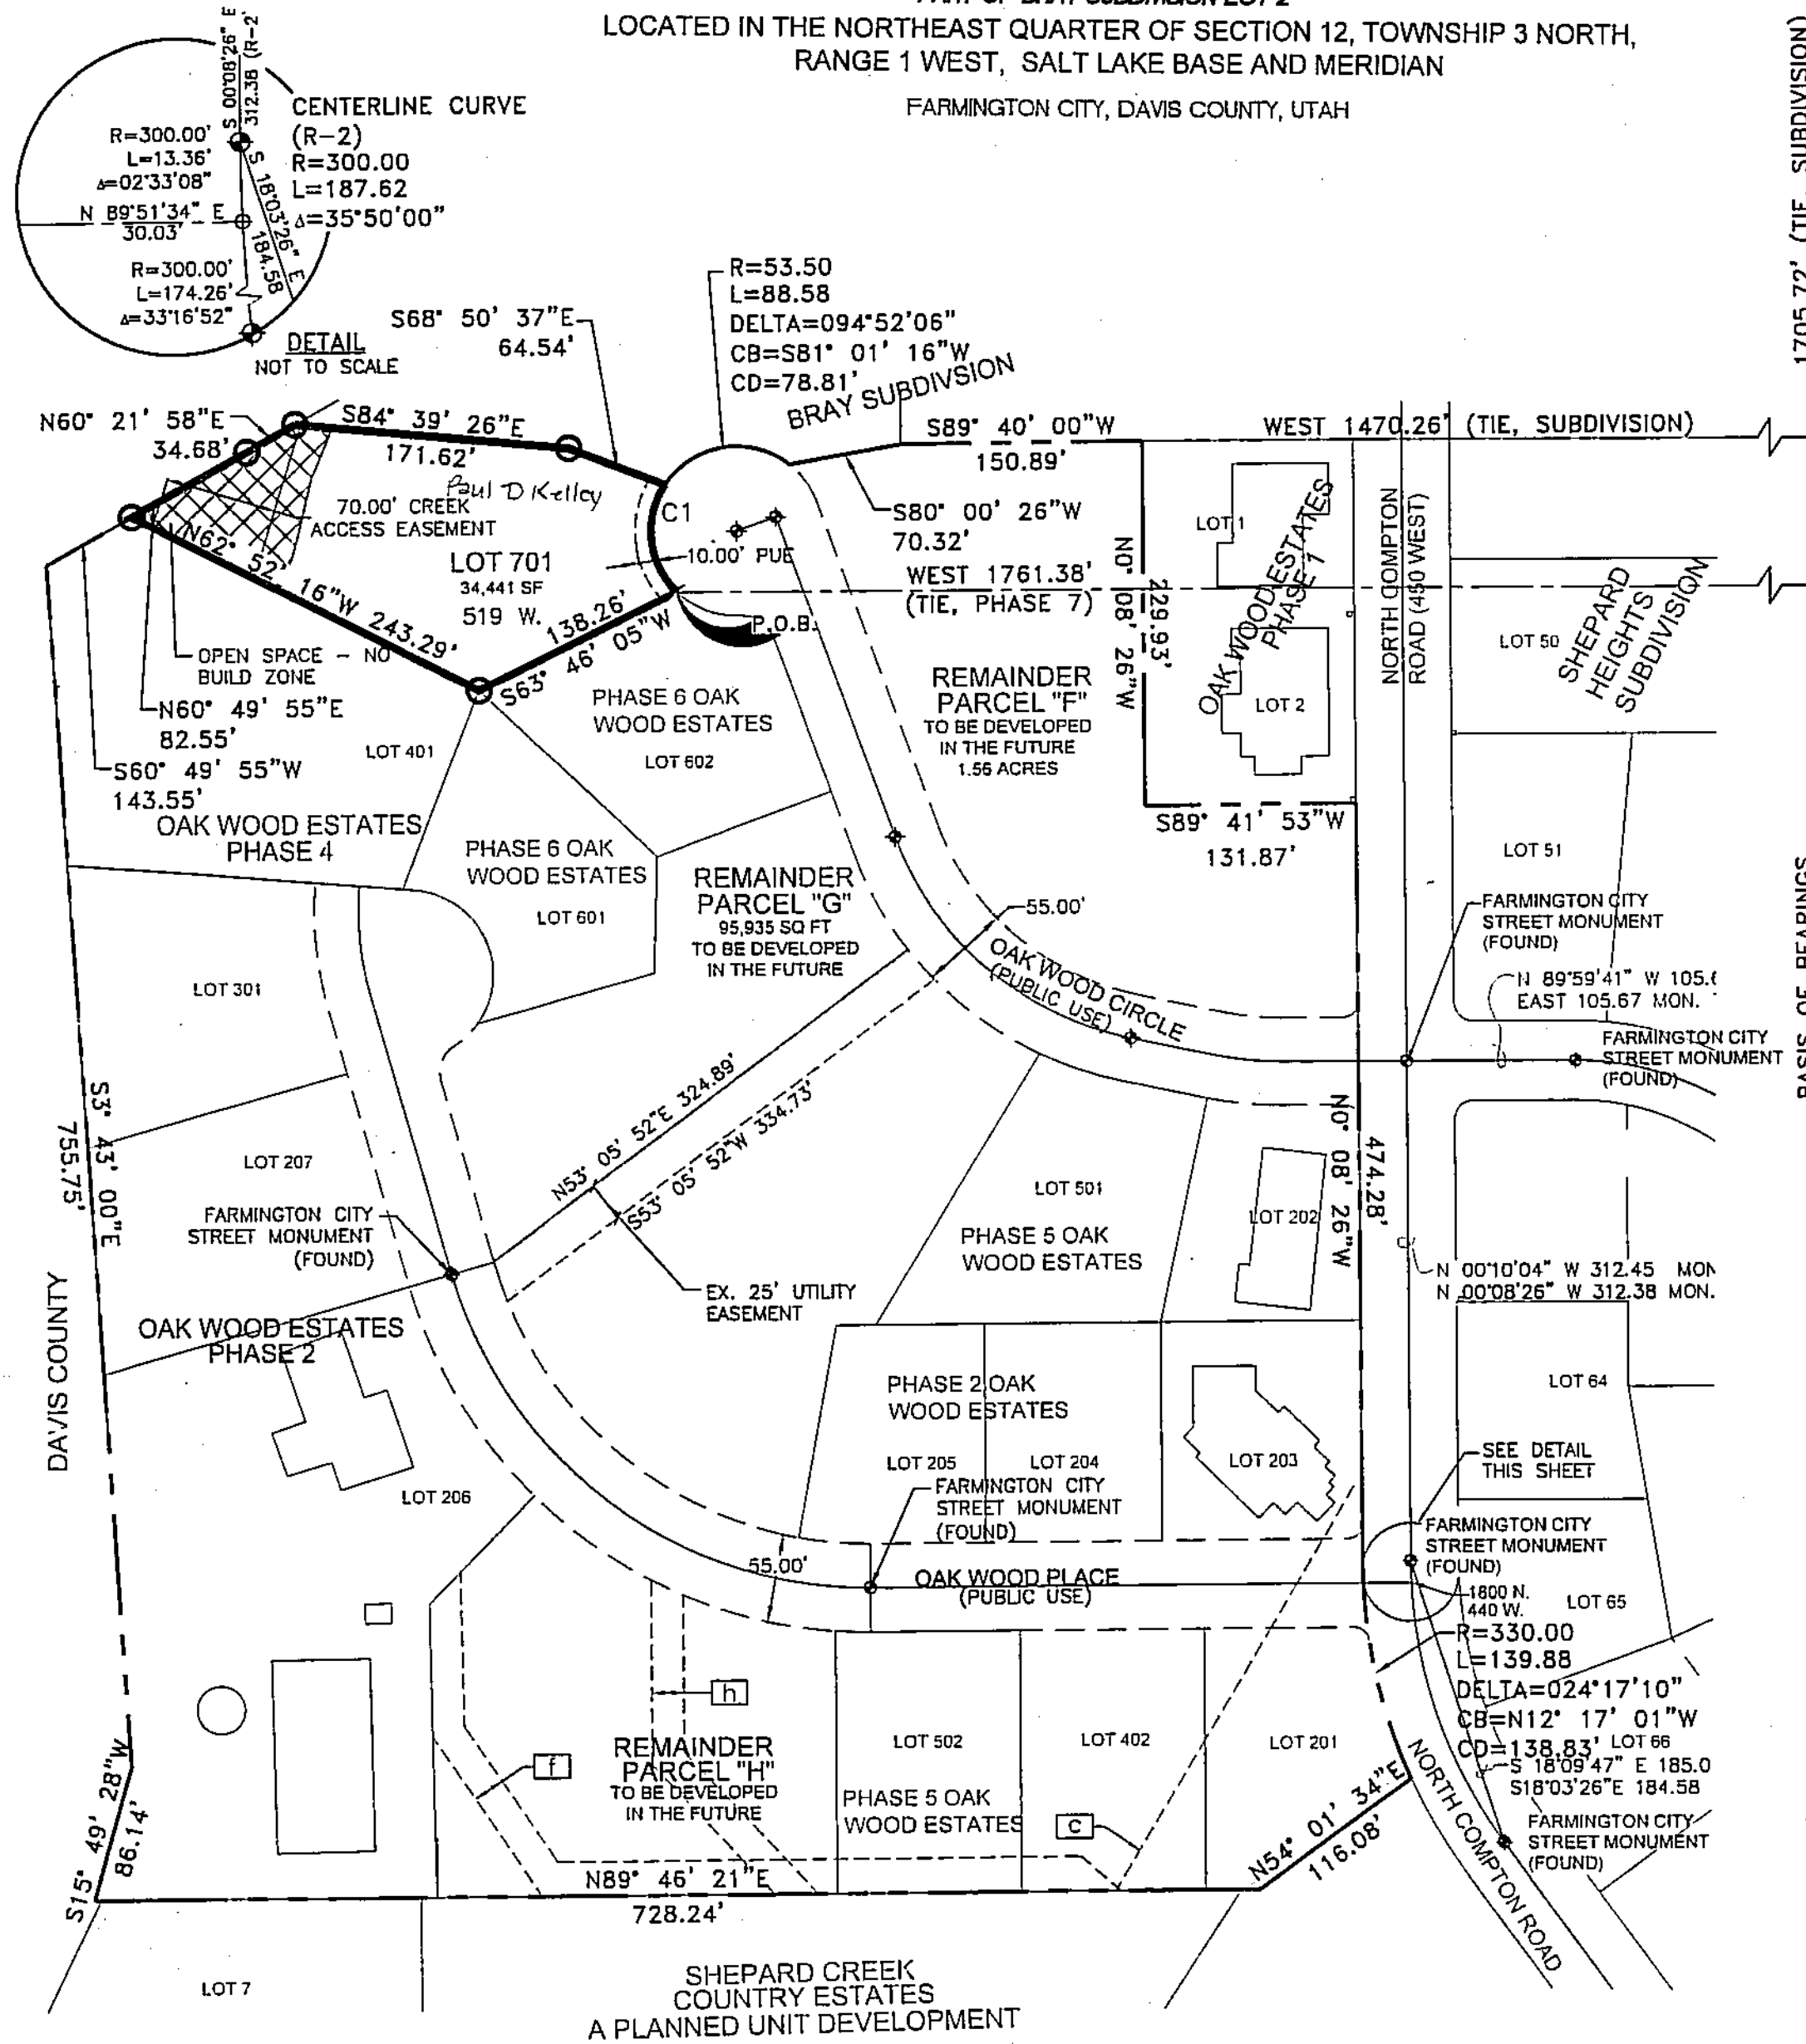 LOCATED IN THE NORTHEAST QUARTER OF SECTION 12, TOWNSHIP 3 NORTH,
RANGE 1 WEST, SALT LAKE BASE AND MERIDIAN
FARMINGTON CITY, DAVIS COUNTY, UTAH
1705.72' (TIE, SUBDIVISION)
BASIS OF BEARINGS
S 00°08'26" E
312.38 (R-2)
CENTERLINE CURVE
(R-2)
R=300.00
L=187.62
Δ=35°50'00"
R=300.00'
L=13.36'
Δ=02°33'08"
N 89°51'34" E
30.03'
S 18°03'26" E
184.58
R=300.00'
L=174.26'
Δ=33°16'52"
DETAIL
NOT TO SCALE
S68° 50' 37"E
64.54'
R=53.50
L=88.58
DELTA=094°52'06"
CB=S81° 01' 16"W
CD=78.81'
BRAY SUBDIVSION
N60° 21' 58"E
34.68'
S84° 39' 26"E
171.62'
S89° 40' 00"W
150.89'
WEST 1470.26' (TIE, SUBDIVISION)
Paul D Kelley
70.00' CREEK
ACCESS EASEMENT
C1
S80° 00' 26"W
70.32'
LOT 1
OAK WOOD ESTATES
PHASE 1
NORTH COMPTON
ROAD (450 WEST)
N62° 52' 16"W 243.29'
LOT 701
34,441 SF
519 W.
10.00' PUE
WEST 1761.38'
(TIE, PHASE 7)
N0° 08' 26"W
229.93'
138.26'
S63° 46' 05"W
P.O.B.
LOT 50
SHEPARD
HEIGHTS
SUBDIVISION
OPEN SPACE - NO
BUILD ZONE
N60° 49' 55"E
82.55'
S60° 49' 55"W
143.55'
LOT 401
PHASE 6 OAK
WOOD ESTATES
LOT 602
REMAINDER
PARCEL "F"
TO BE DEVELOPED
IN THE FUTURE
1.56 ACRES
LOT 2
OAK WOOD ESTATES
PHASE 4
S89° 41' 53"W
131.87'
PHASE 6 OAK
WOOD ESTATES
LOT 601
REMAINDER
PARCEL "G"
95,935 SQ FT
TO BE DEVELOPED
IN THE FUTURE
LOT 51
55.00'
FARMINGTON CITY
STREET MONUMENT
(FOUND)
OAK WOOD CIRCLE
(PUBLIC USE)
LOT 301
N 89°59'41" W
EAST 105.67 MON.
FARMINGTON CITY
STREET MONUMENT
(FOUND)
S3° 43' 00"E
755.75'
N53° 05' 52"E 324.89'
S53° 05' 52"W 334.73'
LOT 207
FARMINGTON CITY
STREET MONUMENT
(FOUND)
LOT 501
PHASE 5 OAK
WOOD ESTATES
LOT 202
N0° 08' 26"W
474.28'
EX. 25' UTILITY
EASEMENT
N 00°10'04" W 312.45 MON
N 00°08'26" W 312.38 MON.
DAVIS COUNTY
OAK WOOD ESTATES
PHASE 2
PHASE 2 OAK
WOOD ESTATES
LOT 64
LOT 205
LOT 204
LOT 203
SEE DETAIL
THIS SHEET
LOT 206
FARMINGTON CITY
STREET MONUMENT
(FOUND)
FARMINGTON CITY
STREET MONUMENT
(FOUND)
55.00'
OAK WOOD PLACE
(PUBLIC USE)
1800 N.
440 W.
LOT 65
R=330.00
L=139.88
DELTA=024°17'10"
CB=N12° 17' 01"W
CD=138.83'
LOT 66
S 18°09'47" E 185.0
S18°03'26"E 184.58
h
f
c
REMAINDER
PARCEL "H"
TO BE DEVELOPED
IN THE FUTURE
LOT 502
LOT 402
LOT 201
PHASE 5 OAK
WOOD ESTATES
FARMINGTON CITY
STREET MONUMENT
(FOUND)
NORTH COMPTON ROAD
S15° 49' 28"W
86.14'
N89° 46' 21"E
728.24'
N54° 01' 34"E
116.08'
LOT 7
SHEPARD CREEK
COUNTRY ESTATES
A PLANNED UNIT DEVELOPMENT